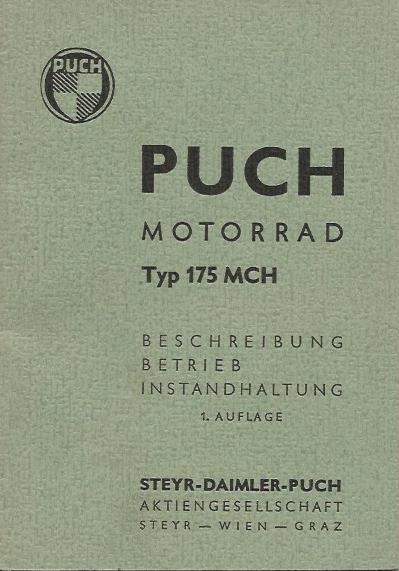 PUCH
PUCH
MOTORRAD
Typ 175 MCH
BESCHREIBUNG
BETRIEB
INSTANDHALTUNG
1. AUFLAGE
STEYR-DAIMLER-PUCH
AKTIENGESELLSCHAFT
STEYR — WIEN — GRAZ